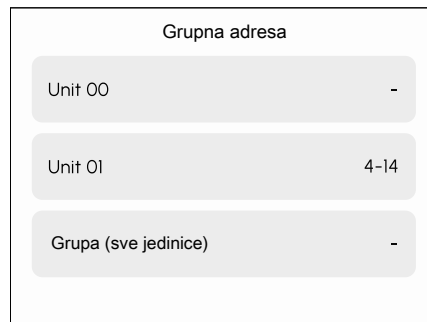 Grupna adresa
Unit 00 -
Unit 01 4-14
Grupa (sve jedinice) -